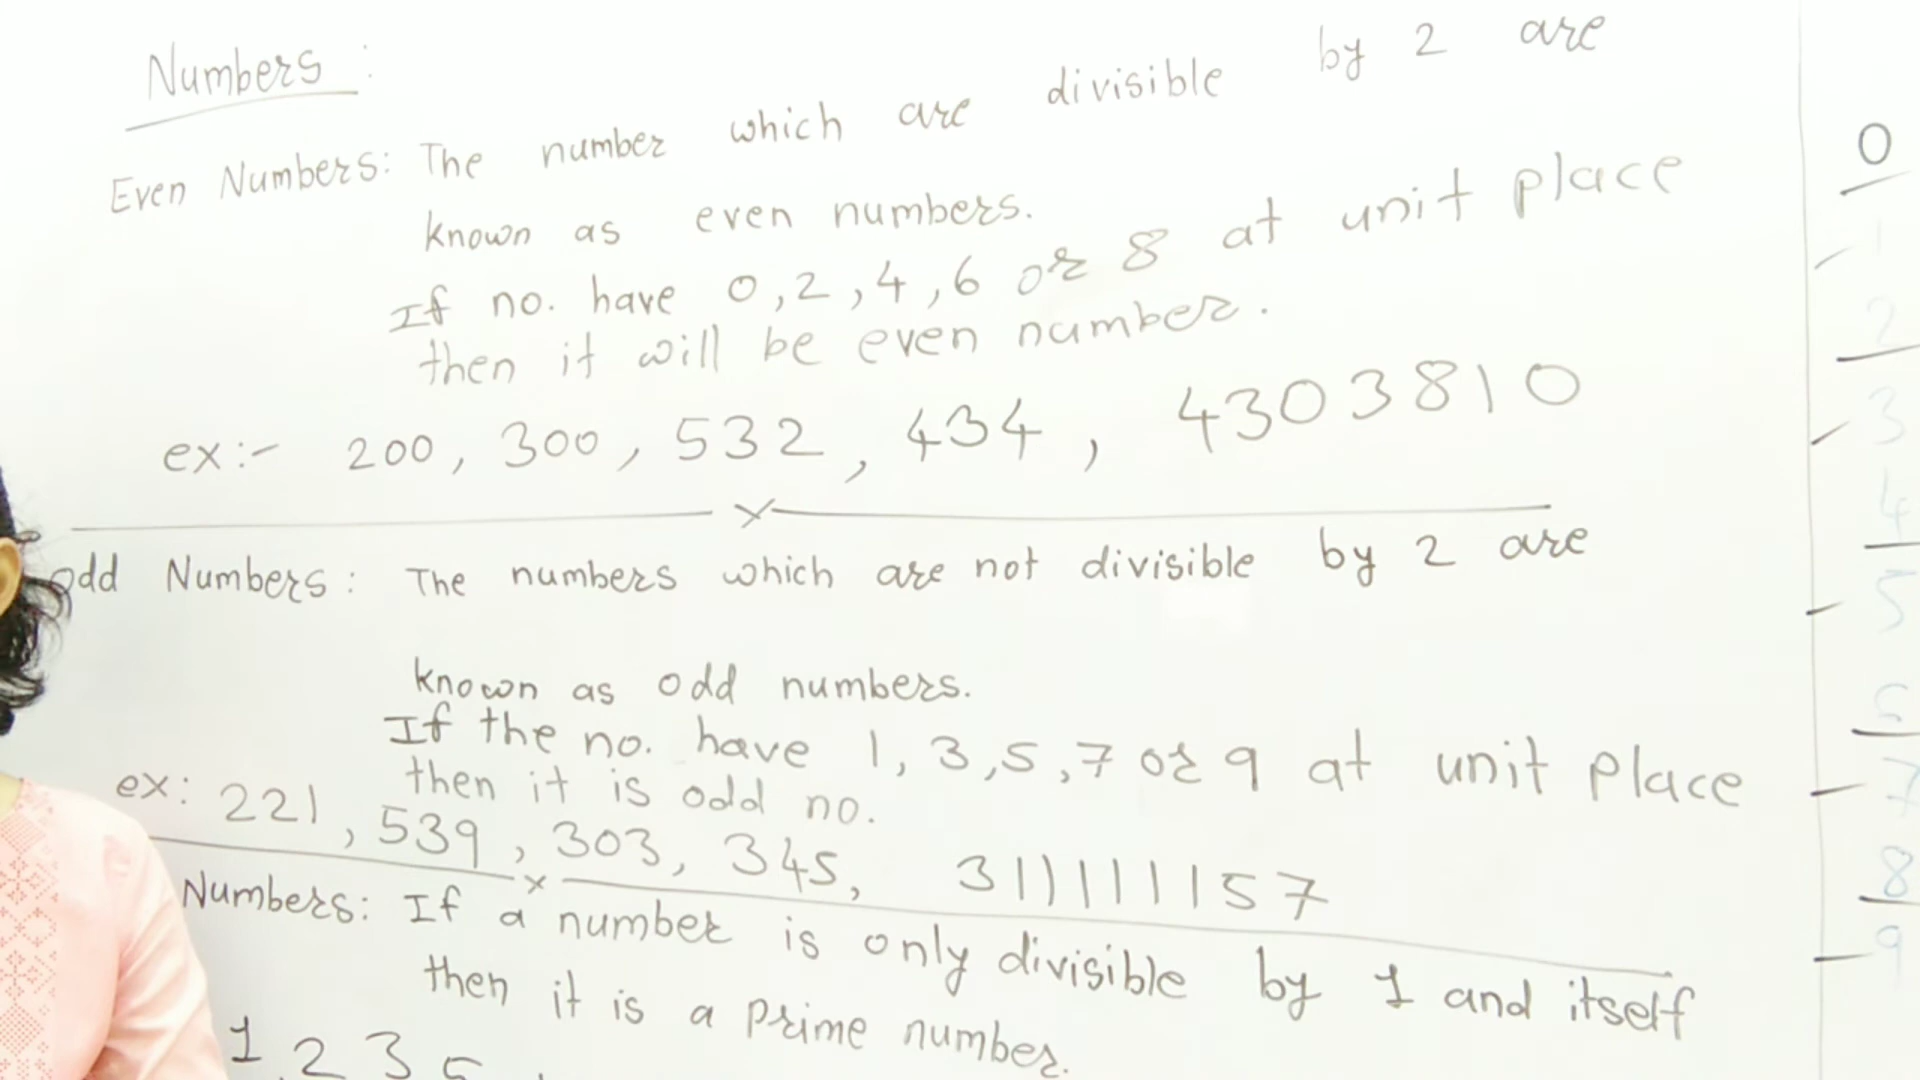 Numbers :
Even Numbers: The number which are divisible by 2 are
known as even numbers.
If no. have 0,2,4,6 or 8 at unit place
then it will be even number.
ex:- 200, 300, 532, 434, 4303810
odd Numbers: The numbers which are not divisible by 2 are
known as odd numbers.
If the no. have 1,3,5,7 or 9 at unit place
then it is odd no.
ex: 221, 539, 303, 345, 311111157
Numbers: If a number is only divisible by 1 and itself
then it is a prime number.
1 2 3 5
0
1
2
3
4
5
6
7
8
9